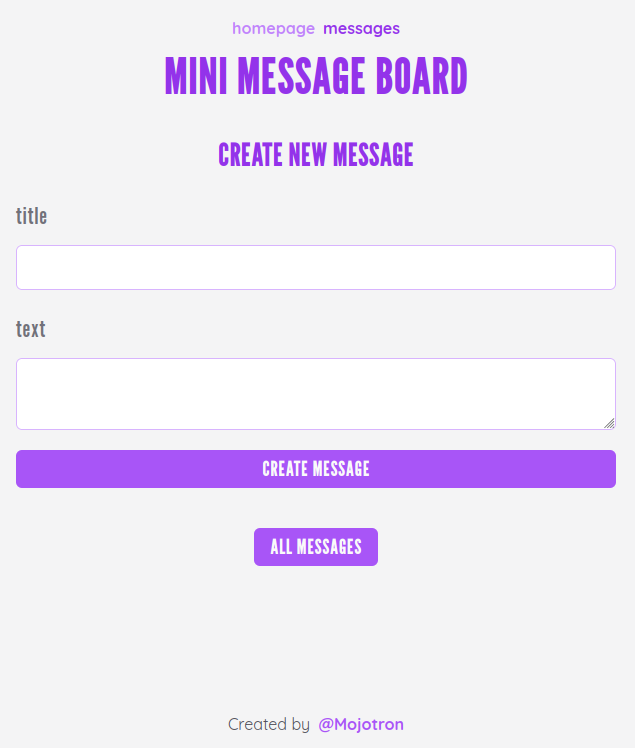 homepage messages
MINI MESSAGE BOARD
CREATE NEW MESSAGE
title
text
CREATE MESSAGE
ALL MESSAGES
Created by @Mojotron